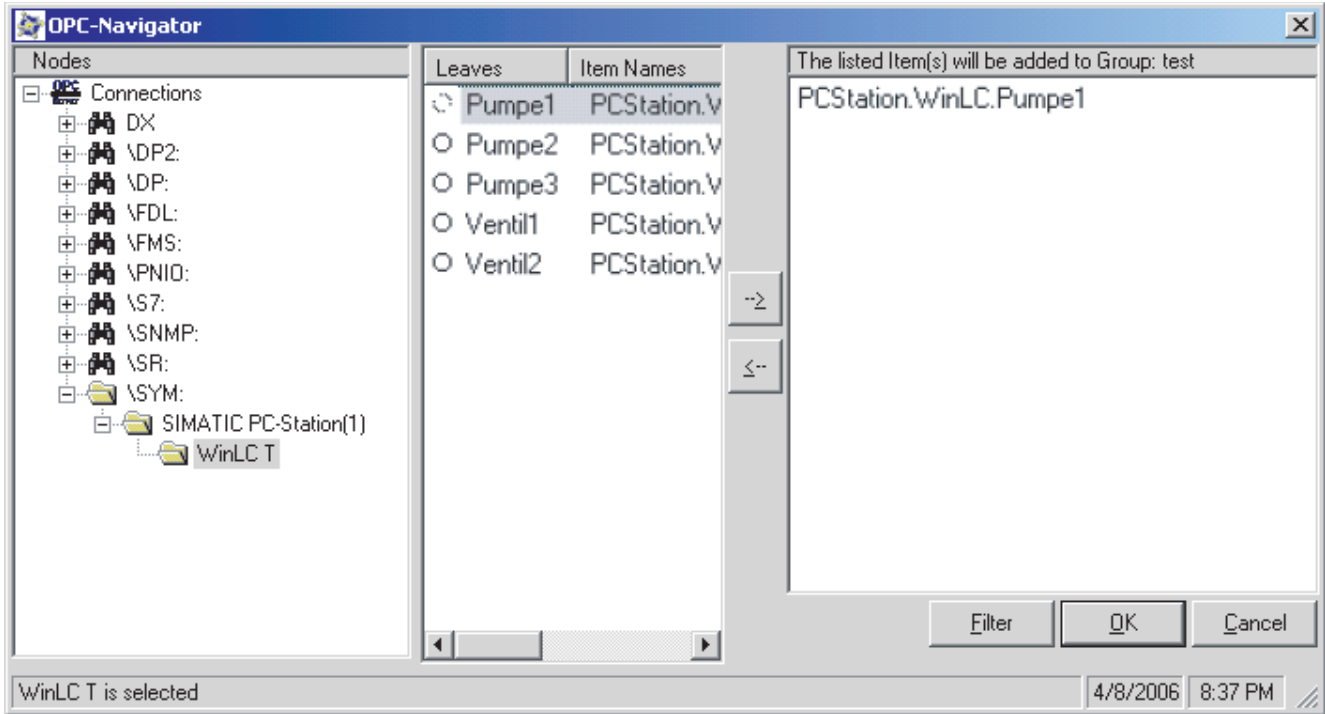 OPC-Navigator
Nodes
Connections
DX
\DP2:
\DP:
\FDL:
\FMS:
\PNIO:
\S7:
\SNMP:
\SR:
\SYM:
SIMATIC PC-Station(1)
WinLC T
Leaves Item Names
Pumpe1 PCStation.V
Pumpe2 PCStation.V
Pumpe3 PCStation.V
Ventil1 PCStation.V
Ventil2 PCStation.V
-->
<--
The listed Item(s) will be added to Group: test
PCStation.WinLC.Pumpe1
Filter OK Cancel
WinLC T is selected 4/8/2006 8:37 PM